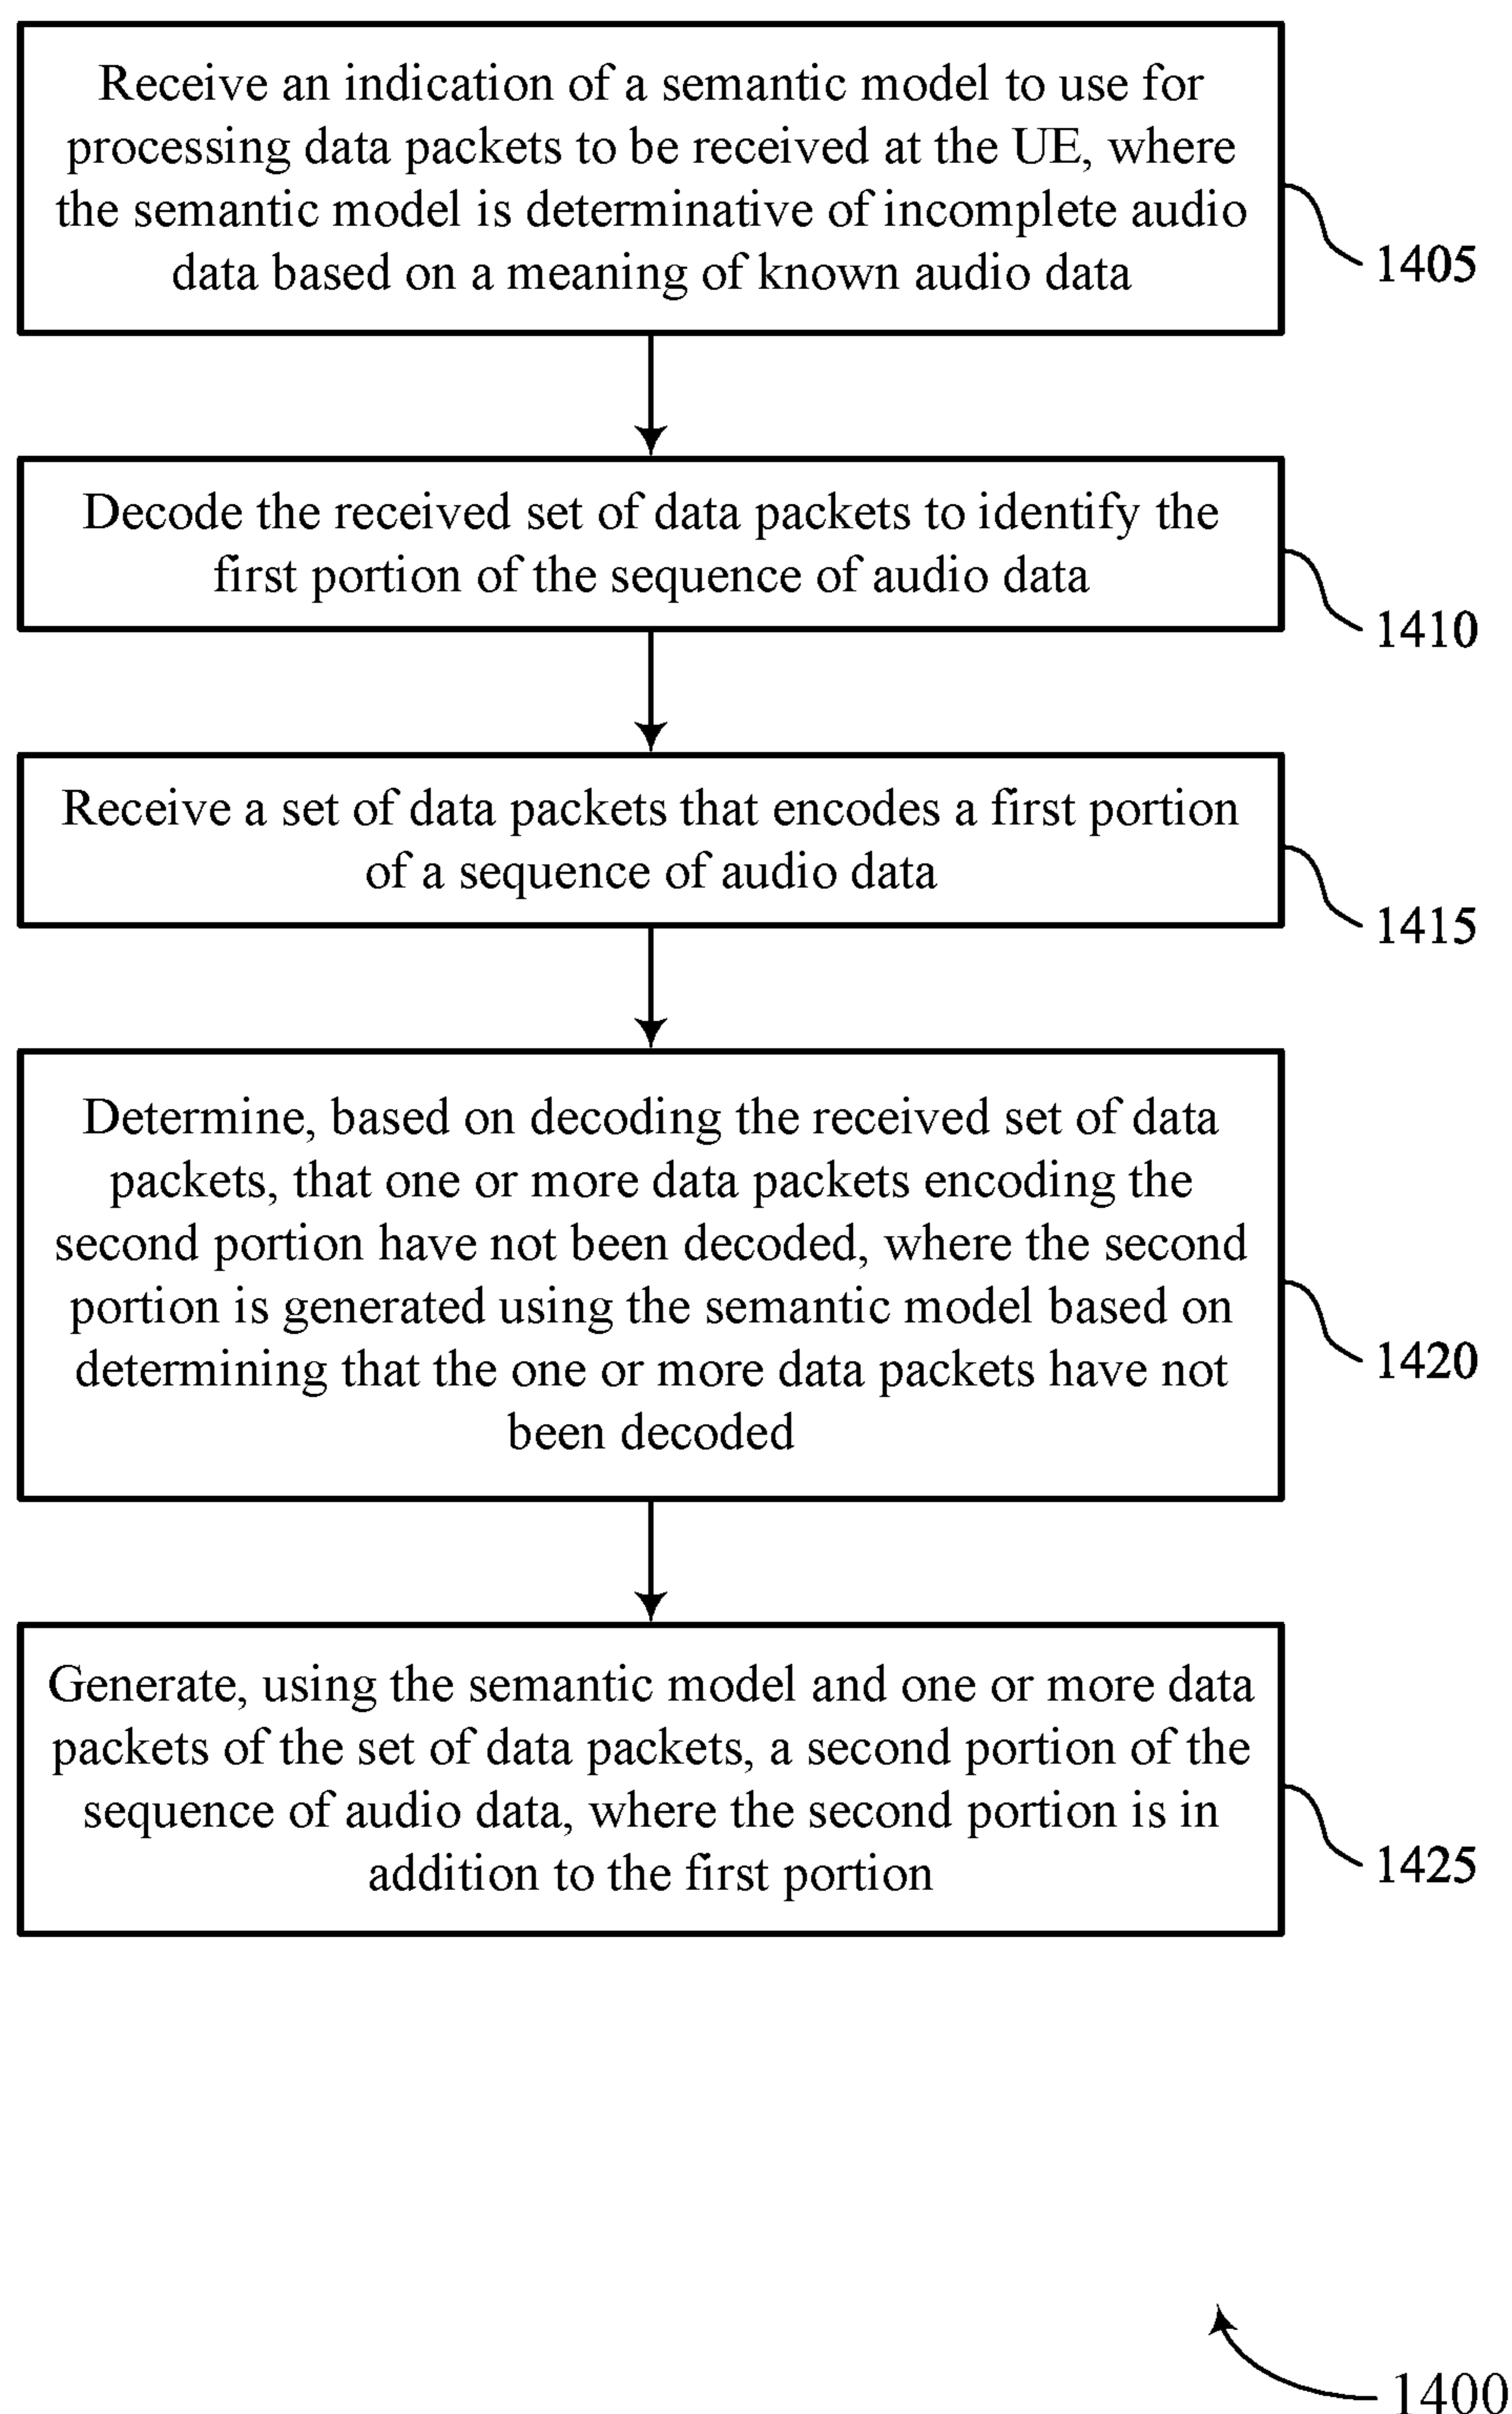 Receive an indication of a semantic model to use for
processing data packets to be received at the UE, where
the semantic model is determinative of incomplete audio
data based on a meaning of known audio data
1405
Decode the received set of data packets to identify the
first portion of the sequence of audio data
1410
Receive a set of data packets that encodes a first portion
of a sequence of audio data
1415
Determine, based on decoding the received set of data
packets, that one or more data packets encoding the
second portion have not been decoded, where the second
portion is generated using the semantic model based on
determining that the one or more data packets have not
been decoded
1420
Generate, using the semantic model and one or more data
packets of the set of data packets, a second portion of the
sequence of audio data, where the second portion is in
addition to the first portion
1425
1400